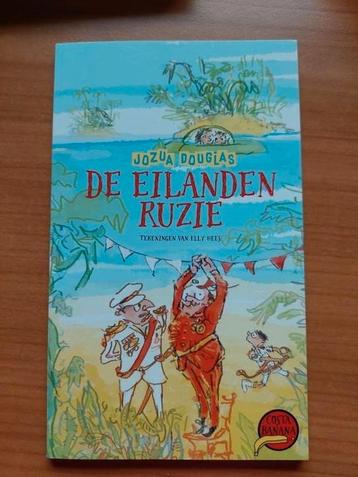 JOZUA DOUGLAS
DE EILANDEN
RUZIE
TEKENINGEN VAN ELLY HEES
COSTA
BANANA